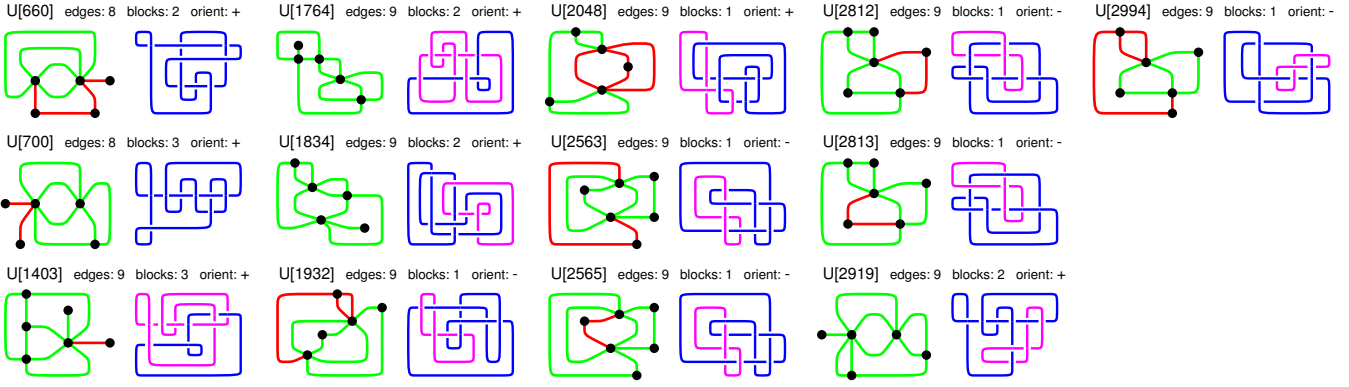 U[660] edges: 8 blocks: 2 orient: +
U[1764] edges: 9 blocks: 2 orient: +
U[2048] edges: 9 blocks: 1 orient: +
U[2812] edges: 9 blocks: 1 orient: -
U[2994] edges: 9 blocks: 1 orient: -
U[700] edges: 8 blocks: 3 orient: +
U[1834] edges: 9 blocks: 2 orient: +
U[2563] edges: 9 blocks: 1 orient: -
U[2813] edges: 9 blocks: 1 orient: -
U[1403] edges: 9 blocks: 3 orient: +
U[1932] edges: 9 blocks: 1 orient: -
U[2565] edges: 9 blocks: 1 orient: -
U[2919] edges: 9 blocks: 2 orient: +